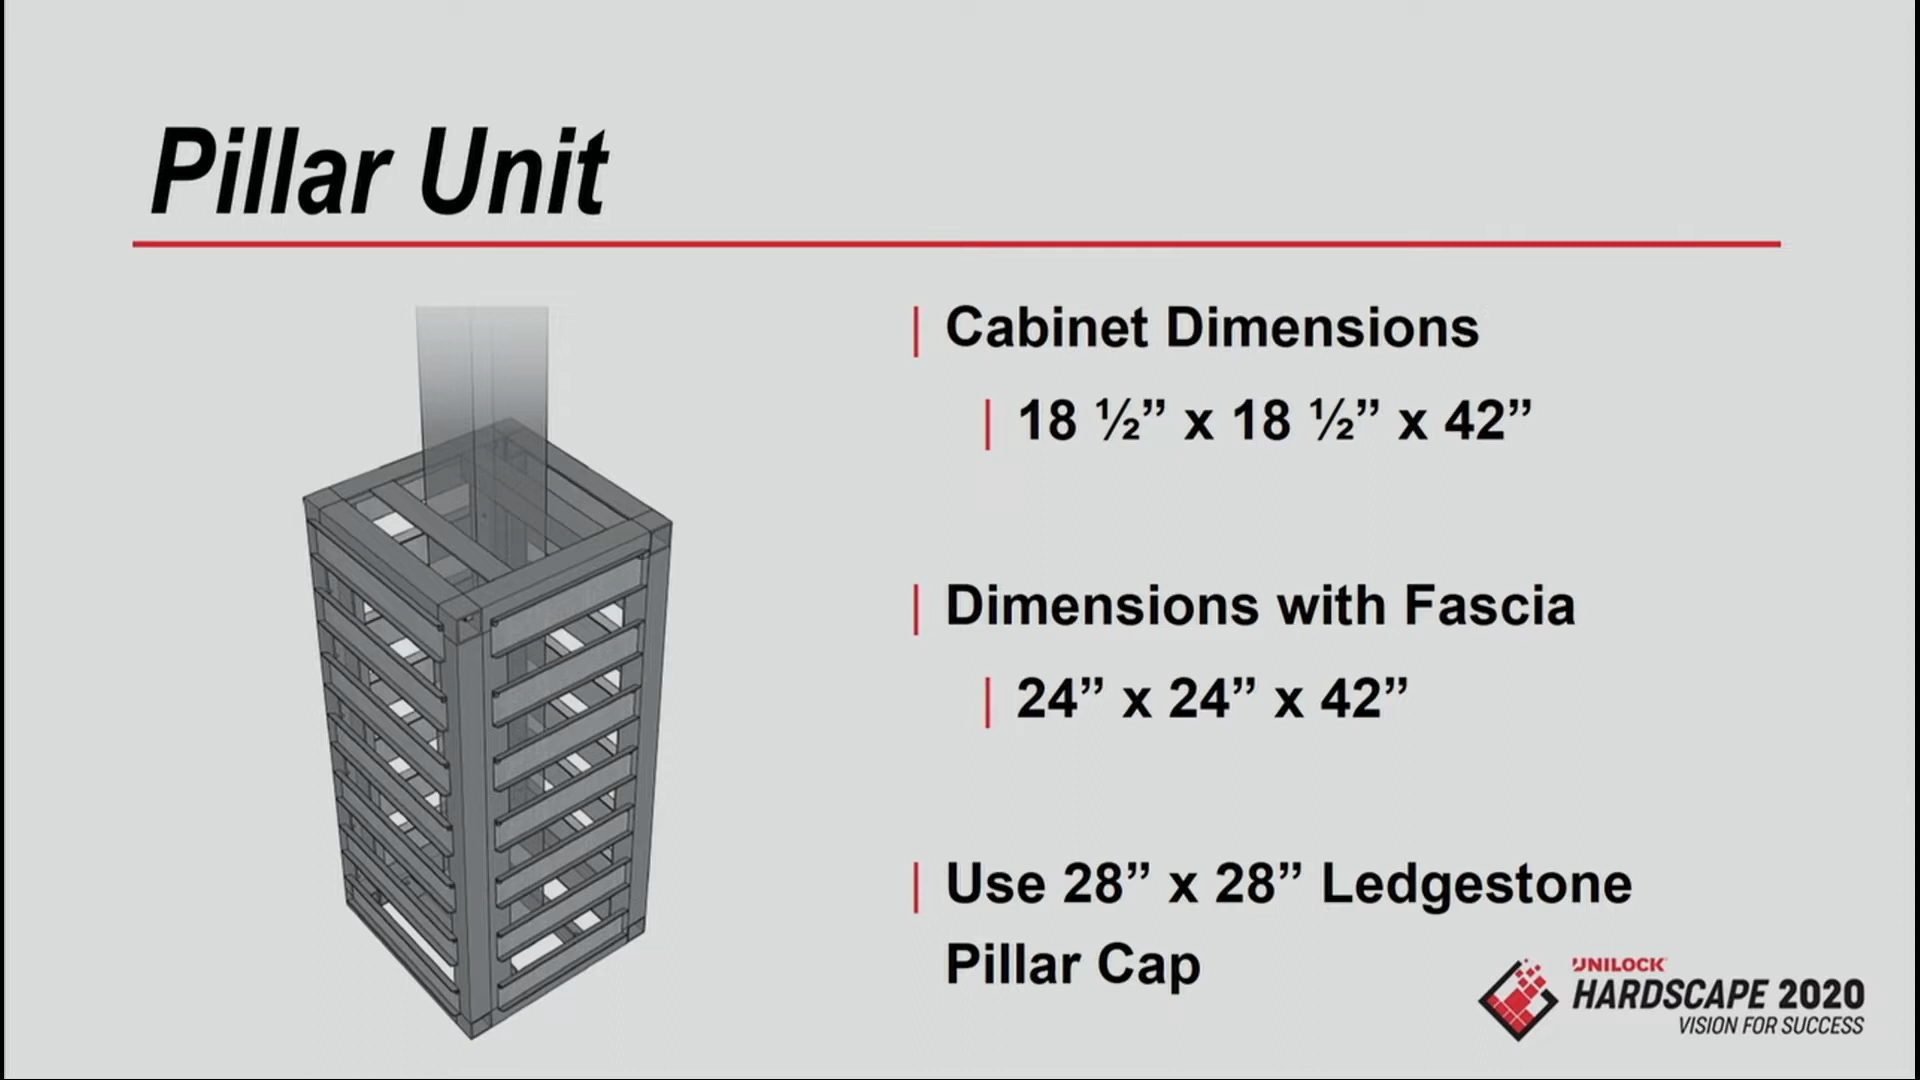 Pillar Unit
Cabinet Dimensions
18 ½” x 18 ½” x 42”
Dimensions with Fascia
24” x 24” x 42”
Use 28” x 28” Ledgestone
Pillar Cap
UNILOCK
HARDSCAPE 2020
VISION FOR SUCCESS